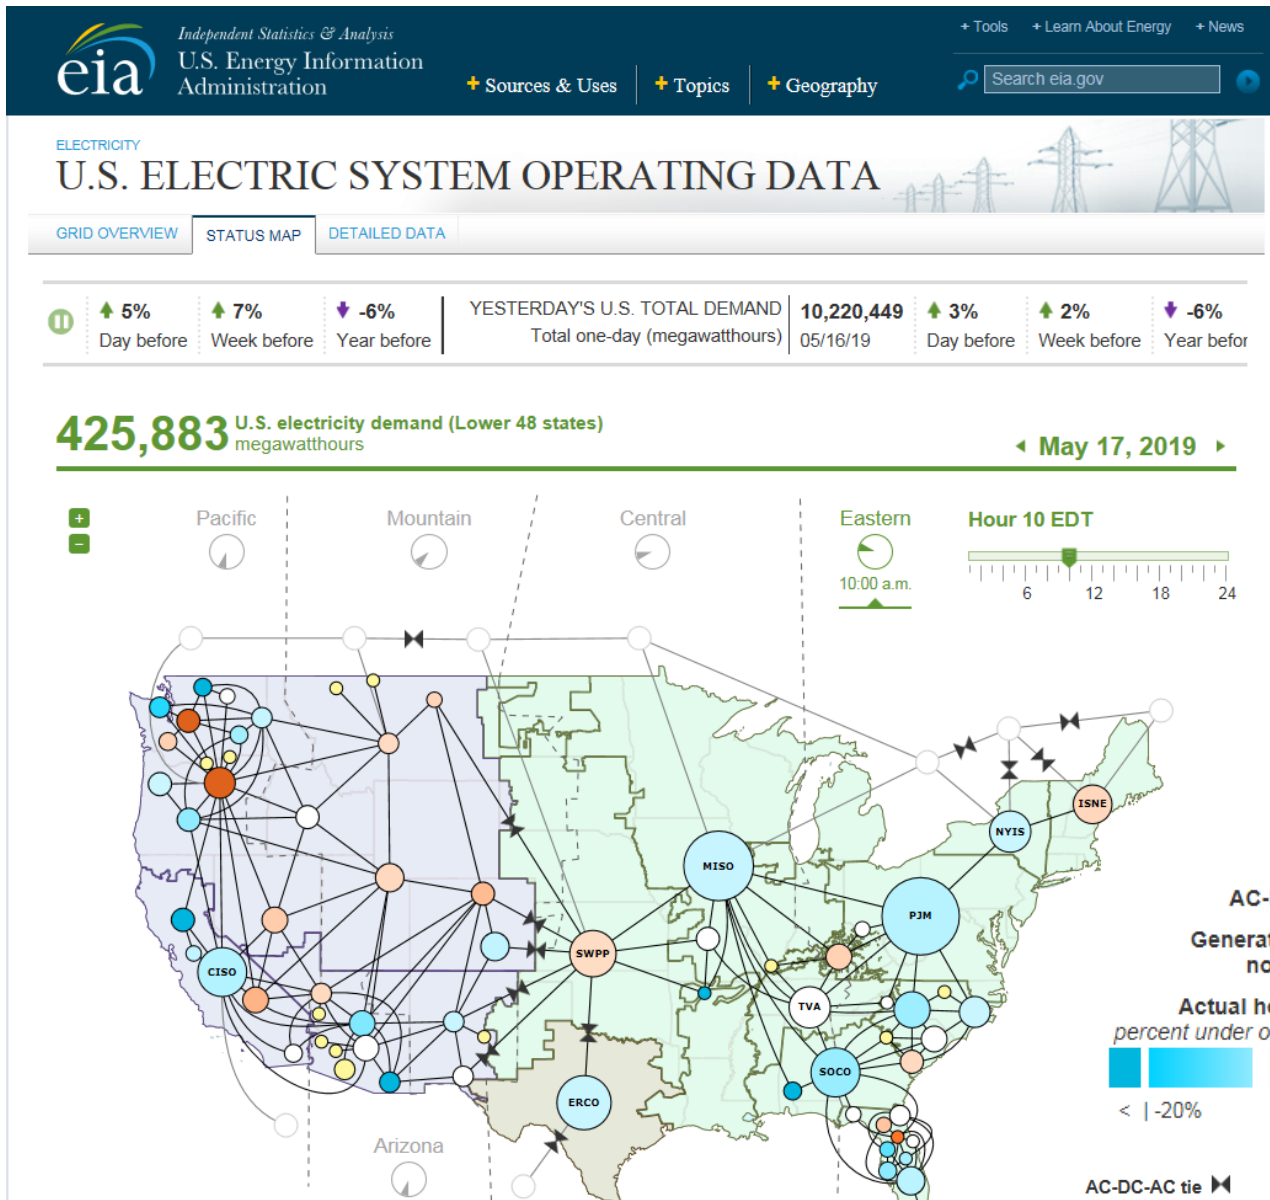 + Tools + Learn About Energy + News
Independent Statistics & Analysis
eia U.S. Energy Information
Administration
+ Sources & Uses + Topics + Geography
Search eia.gov
ELECTRICITY
U.S. ELECTRIC SYSTEM OPERATING DATA
GRID OVERVIEW STATUS MAP DETAILED DATA
5% 7% -6% YESTERDAY'S U.S. TOTAL DEMAND 10,220,449 3% 2% -6%
Day before Week before Year before Total one-day (megawatthours) 05/16/19 Day before Week before Year befor
425,883 U.S. electricity demand (Lower 48 states)
megawatthours
May 17, 2019
+
−
Pacific Mountain Central Eastern Hour 10 EDT
10:00 a.m.
6 12 18 24
ISNE
NYIS
MISO
AC-
PJM
Generat
no
SWPP
CISO
TVA
Actual h
percent under o
SOCO
ERCO
< | -20%
Arizona
AC-DC-AC tie